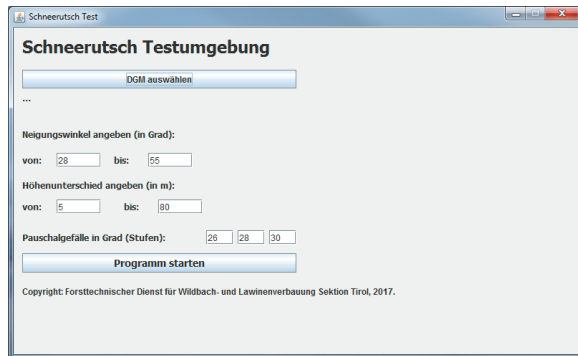 Schneerutsch Test
Schneerutsch Testumgebung
DGM auswählen
...
Neigungswinkel angeben (in Grad):
von: 28 bis: 55
Höhenunterschied angeben (in m):
von: 5 bis: 80
Pauschalgefälle in Grad (Stufen): 26 28 30
Programm starten
Copyright: Forsttechnischer Dienst für Wildbach- und Lawinenverbauung Sektion Tirol, 2017.